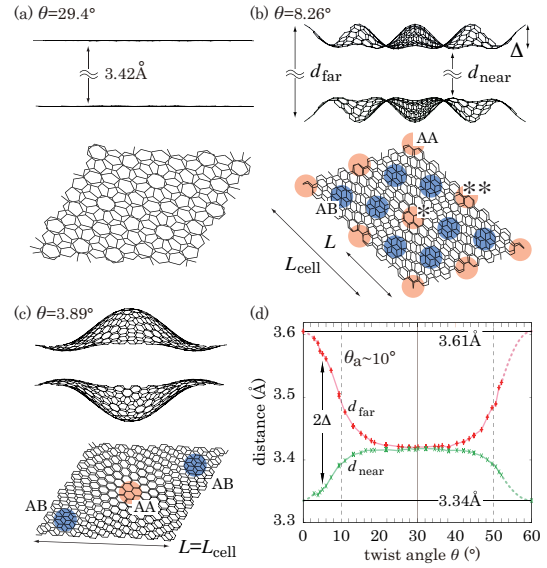 (a) θ=29.4°
3.42Å
(b) θ=8.26°
d_far
d_near
Δ
AA
AB
*
**
L
L_cell
(c) θ=3.89°
AB
AA
AB
L=L_cell
(d)
3.6
3.5
3.4
3.3
distance (Å)
3.61Å
θ_a~10°
d_far
2Δ
d_near
3.34Å
0 10 20 30 40 50 60
twist angle θ (°)